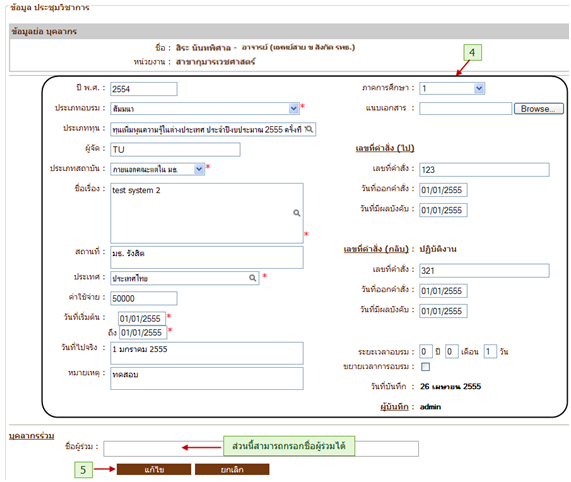 ข้อมูล ประชุมวิชาการ
ข้อมูลย่อ บุคลากร
ชื่อ : สิระ นันทพิศาล - อาจารย์ (แพทย์สาย ข สังกัด รพธ.)
หน่วยงาน : สาขากุมารเวชศาสตร์
4
ปี พ.ศ. : 2554
ภาคการศึกษา : 1
ประเภทอบรม : สัมมนา *
แนบเอกสาร : Browse...
ประเภททุน : ทุนเพิ่มพูนความรู้ในต่างประเทศ ประจำปีงบประมาณ 2555 ครั้งที่
ผู้จัด : TU
เลขที่คำสั่ง (ไป)
ประเภทสถาบัน : ภายนอกคณะแต่ใน มธ. *
เลขที่คำสั่ง : 123
ชื่อเรื่อง : test system 2 *
วันที่ออกคำสั่ง : 01/01/2555
วันที่มีผลบังคับ : 01/01/2555
สถานที่ : มธ. รังสิต
เลขที่คำสั่ง (กลับ) : ปฏิบัติงาน
ประเทศ : ประเทศไทย *
เลขที่คำสั่ง : 321
ค่าใช้จ่าย : 50000
วันที่ออกคำสั่ง : 01/01/2555
วันที่เริ่มต้น : 01/01/2555 *
วันที่มีผลบังคับ : 01/01/2555
ถึง 01/01/2555 *
วันที่ไปจริง : 1 มกราคม 2555
ระยะเวลาอบรม : 0 ปี 0 เดือน 1 วัน
ขยายเวลาการอบรม :
หมายเหตุ : ทดสอบ
วันที่บันทึก : 26 เมษายน 2555
ผู้บันทึก : admin
บุคลากรร่วม
ชื่อผู้ร่วม :
ส่วนนี้สามารถกรอกชื่อผู้ร่วมได้
5
แก้ไข
ยกเลิก